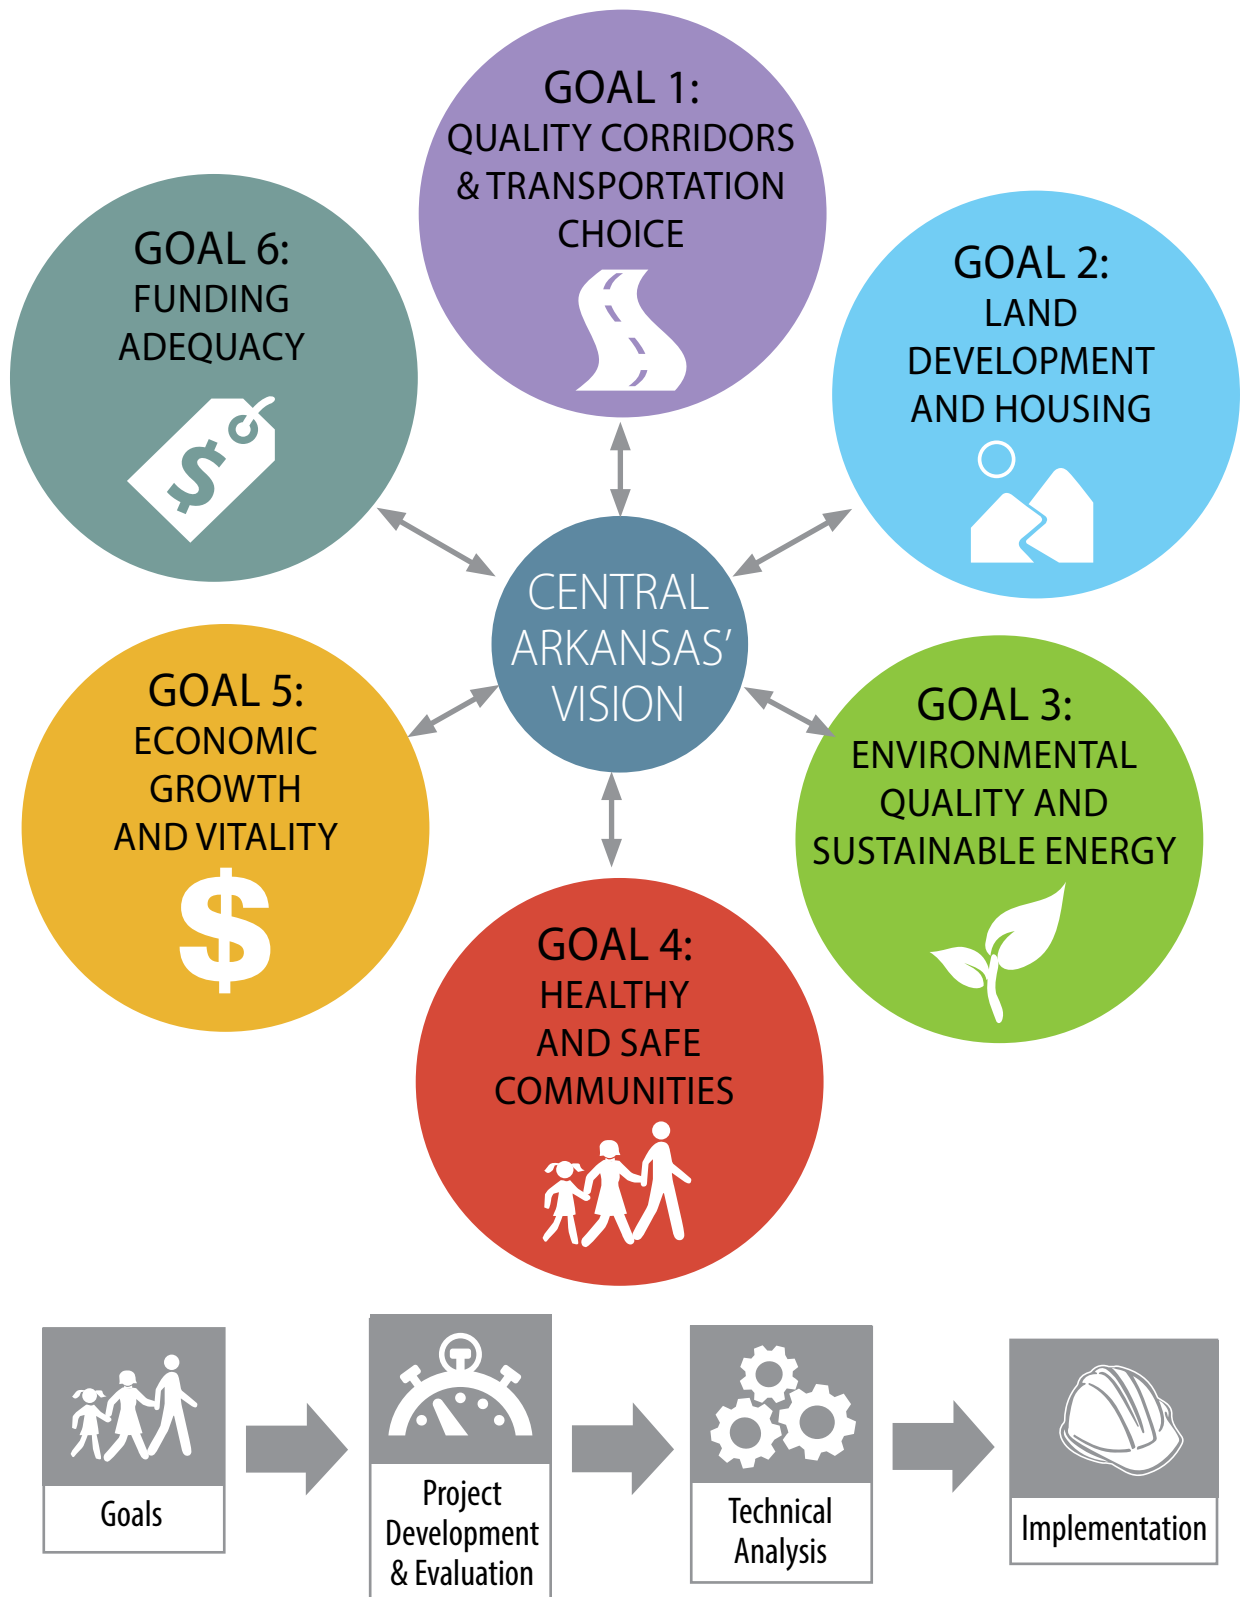 GOAL 1:
QUALITY CORRIDORS
& TRANSPORTATION
CHOICE
GOAL 2:
LAND
DEVELOPMENT
AND HOUSING
GOAL 3:
ENVIRONMENTAL
QUALITY AND
SUSTAINABLE ENERGY
GOAL 4:
HEALTHY
AND SAFE
COMMUNITIES
GOAL 5:
ECONOMIC
GROWTH
AND VITALITY
$
GOAL 6:
FUNDING
ADEQUACY
$
CENTRAL
ARKANSAS’
VISION
Goals
Project
Development
& Evaluation
Technical
Analysis
Implementation